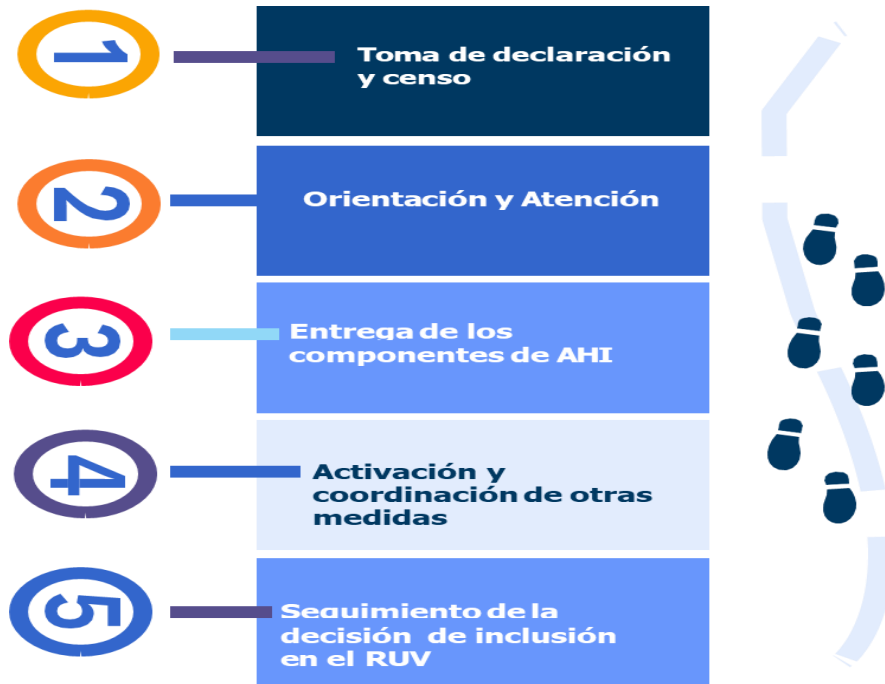 1
Toma de declaración
y censo
2
Orientación y Atención
3
Entrega de los
componentes de AHI
4
Activación y
coordinación de otras
medidas
5
Seguimiento de la
decisión de inclusión
en el RUV